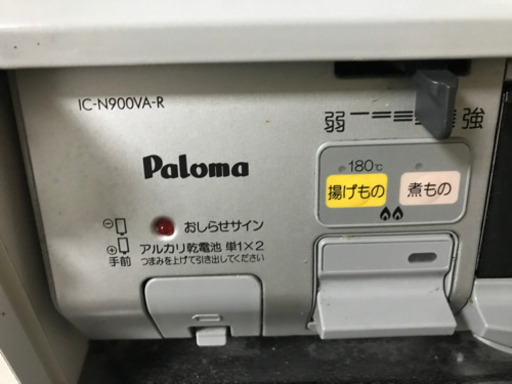 IC-N900VA-R
弱 強
Paloma
180℃
揚げもの 煮もの
おしらせサイン
アルカリ乾電池 単1×2
手前 つまみを上げて引き出してください